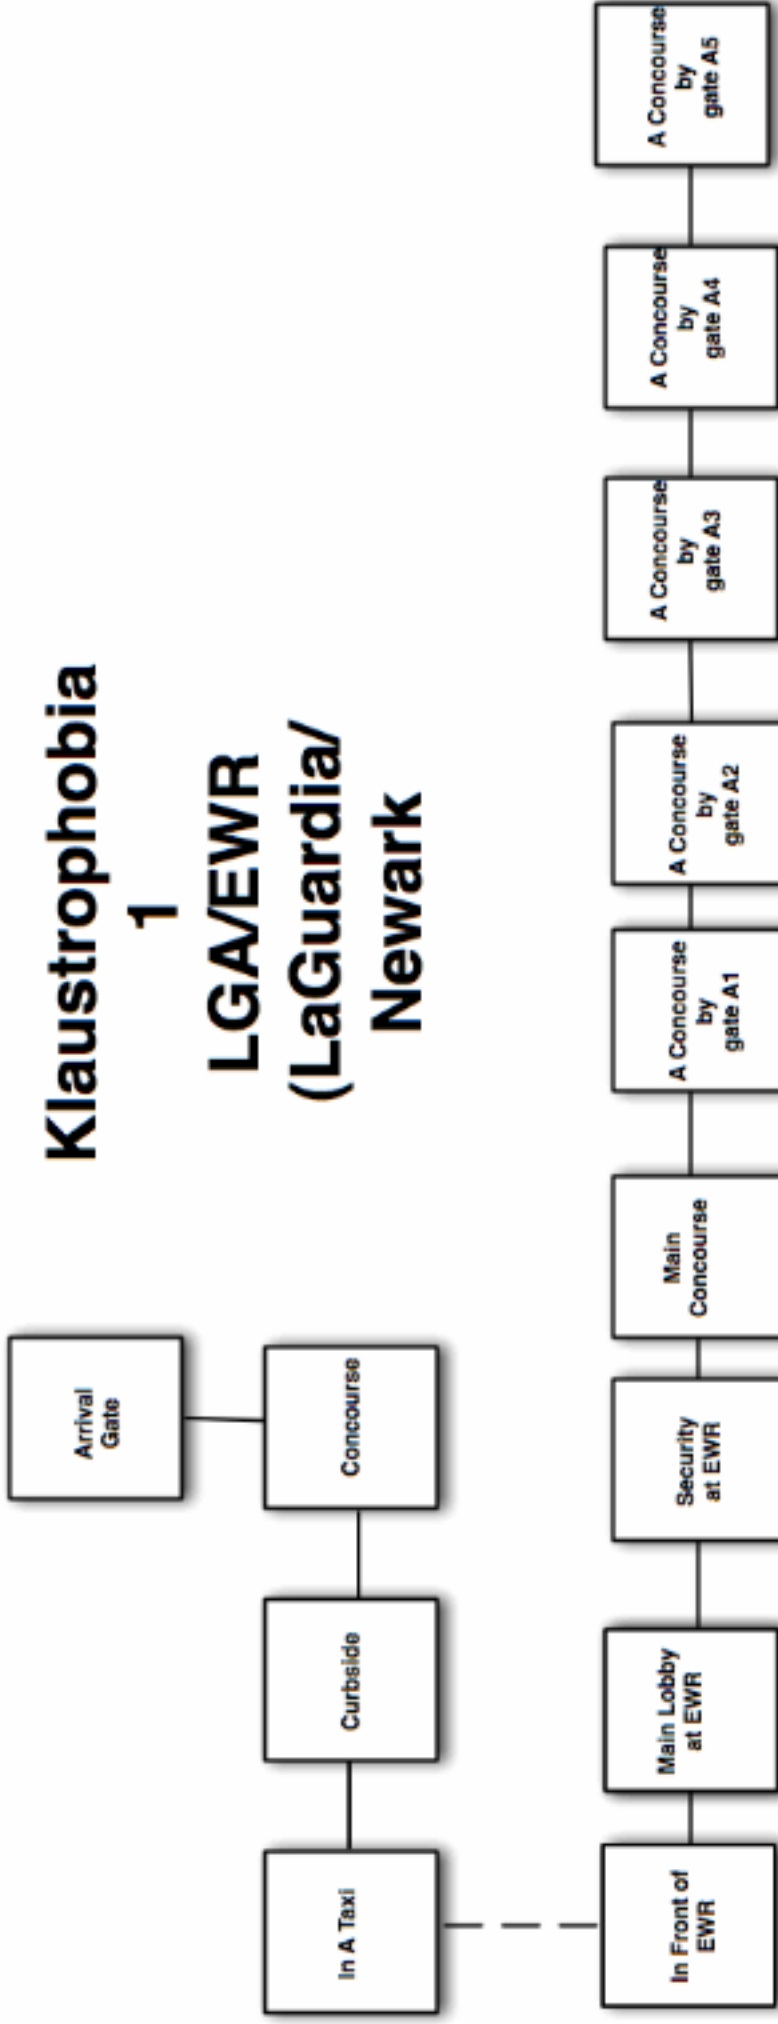 Klaustrophobia
1
LGA/EWR
(LaGuardia/
Newark
Arrival
Gate
In A Taxi
Curbside
Concourse
In Front of
EWR
Main Lobby
at EWR
Security
at EWR
Main
Concourse
A Concourse
by
gate A1
A Concourse
by
gate A2
A Concourse
by
gate A3
A Concourse
by
gate A4
A Concourse
by
gate A5